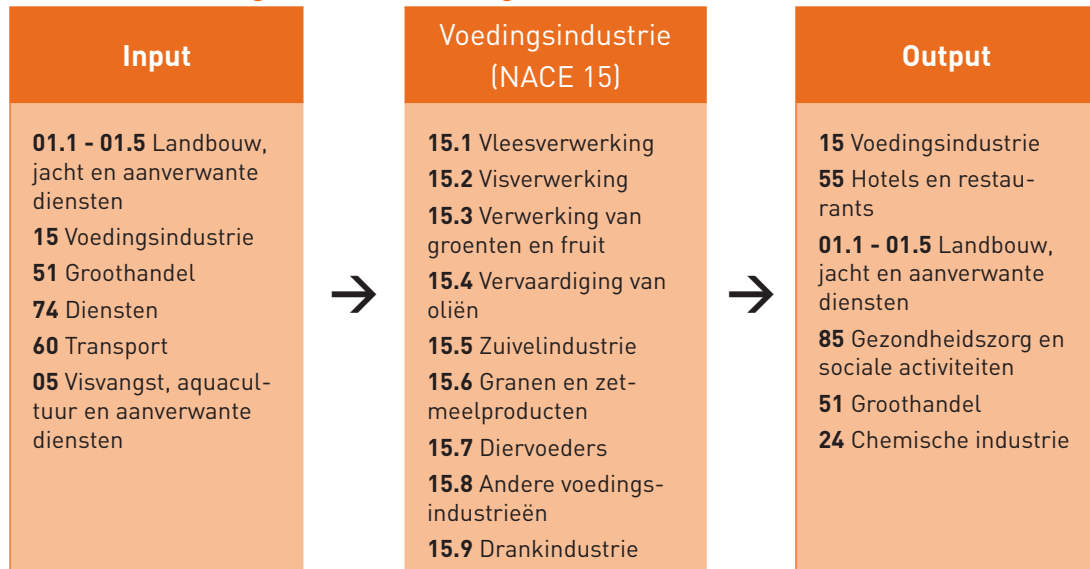 Input
01.1 - 01.5 Landbouw,
jacht en aanverwante
diensten
15 Voedingsindustrie
51 Groothandel
74 Diensten
60 Transport
05 Visvangst, aquacul-
tuur en aanverwante
diensten
→
Voedingsindustrie
(NACE 15)
15.1 Vleesverwerking
15.2 Visverwerking
15.3 Verwerking van
groenten en fruit
15.4 Vervaardiging van
oliën
15.5 Zuivelindustrie
15.6 Granen en zet-
meelproducten
15.7 Diervoeders
15.8 Andere voedings-
industrieën
15.9 Drankindustrie
→
Output
15 Voedingsindustrie
55 Hotels en restau-
rants
01.1 - 01.5 Landbouw,
jacht en aanverwante
diensten
85 Gezondheidszorg en
sociale activiteiten
51 Groothandel
24 Chemische industrie